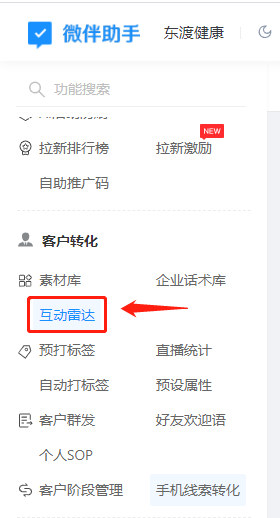 微伴助手 东渡健康
功能搜索
NEW
拉新排行榜 拉新激励
自助推广码
客户转化
素材库 企业话术库
互动雷达
预打标签 直播统计
自动打标签 预设属性
客户群发 好友欢迎语
个人SOP
客户阶段管理 手机线索转化